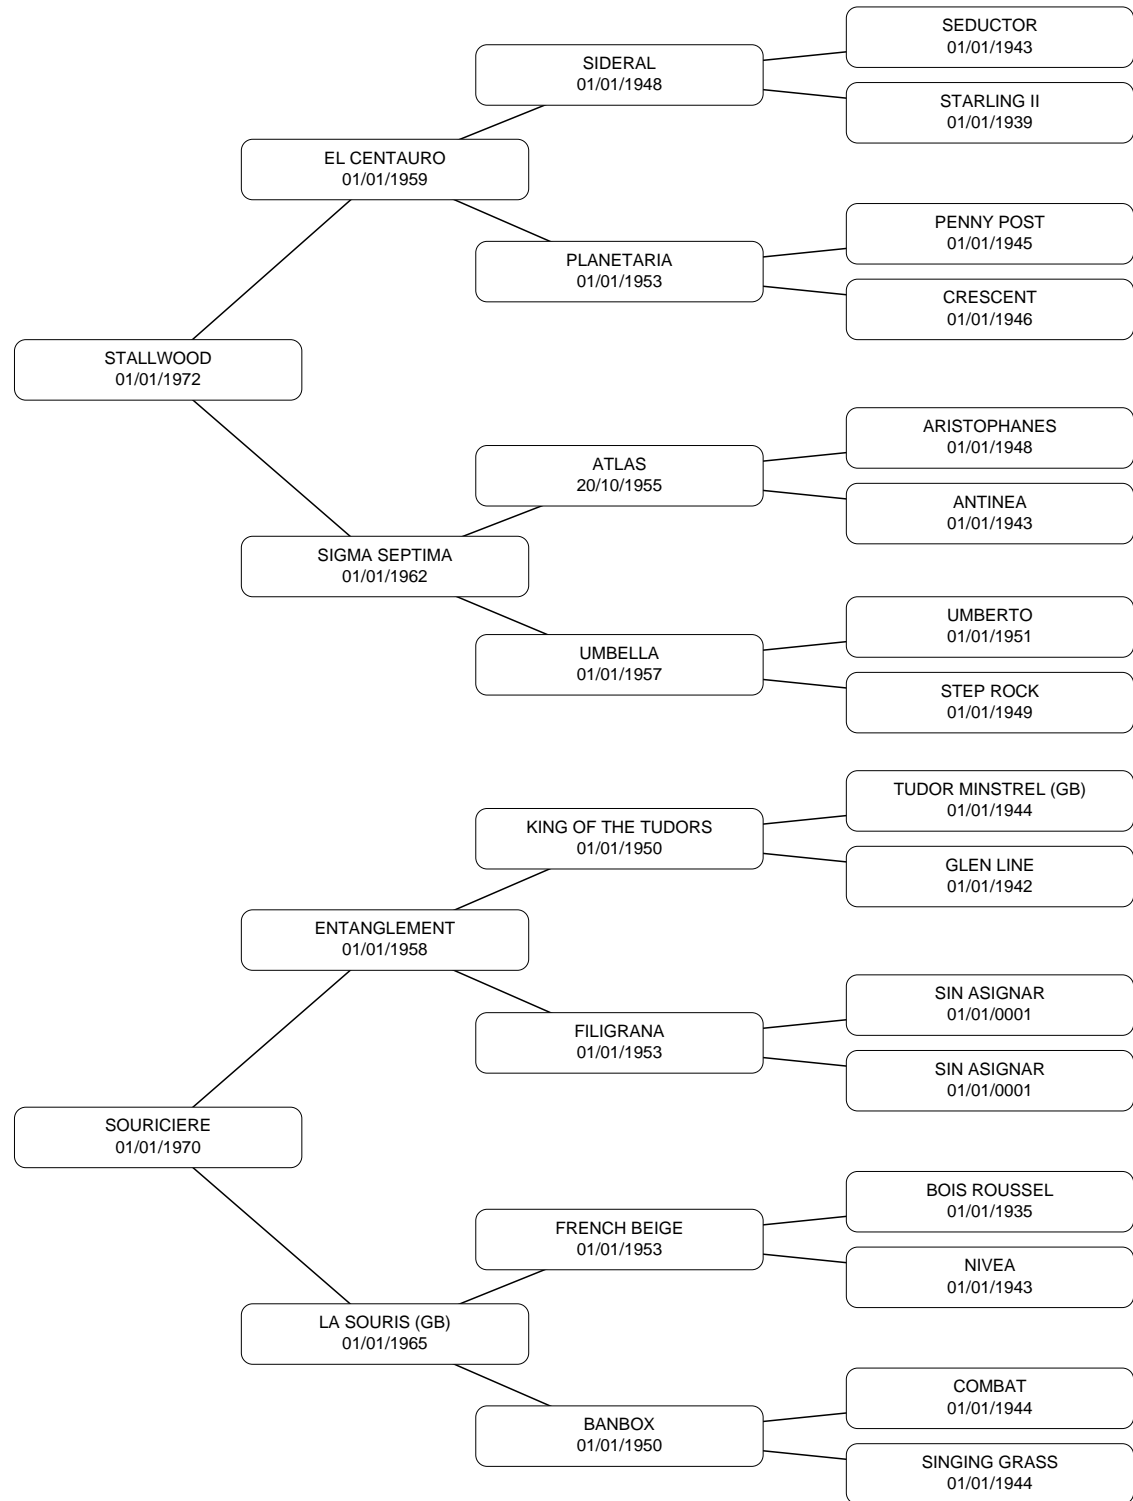 SEDUCTOR
01/01/1943
SIDERAL
01/01/1948
STARLING II
01/01/1939
EL CENTAURO
01/01/1959
PENNY POST
01/01/1945
PLANETARIA
01/01/1953
CRESCENT
01/01/1946
STALLWOOD
01/01/1972
ARISTOPHANES
01/01/1948
ATLAS
20/10/1955
ANTINEA
01/01/1943
SIGMA SEPTIMA
01/01/1962
UMBERTO
01/01/1951
UMBELLA
01/01/1957
STEP ROCK
01/01/1949
TUDOR MINSTREL (GB)
01/01/1944
KING OF THE TUDORS
01/01/1950
GLEN LINE
01/01/1942
ENTANGLEMENT
01/01/1958
SIN ASIGNAR
01/01/0001
FILIGRANA
01/01/1953
SIN ASIGNAR
01/01/0001
SOURICIERE
01/01/1970
BOIS ROUSSEL
01/01/1935
FRENCH BEIGE
01/01/1953
NIVEA
01/01/1943
LA SOURIS (GB)
01/01/1965
COMBAT
01/01/1944
BANBOX
01/01/1950
SINGING GRASS
01/01/1944